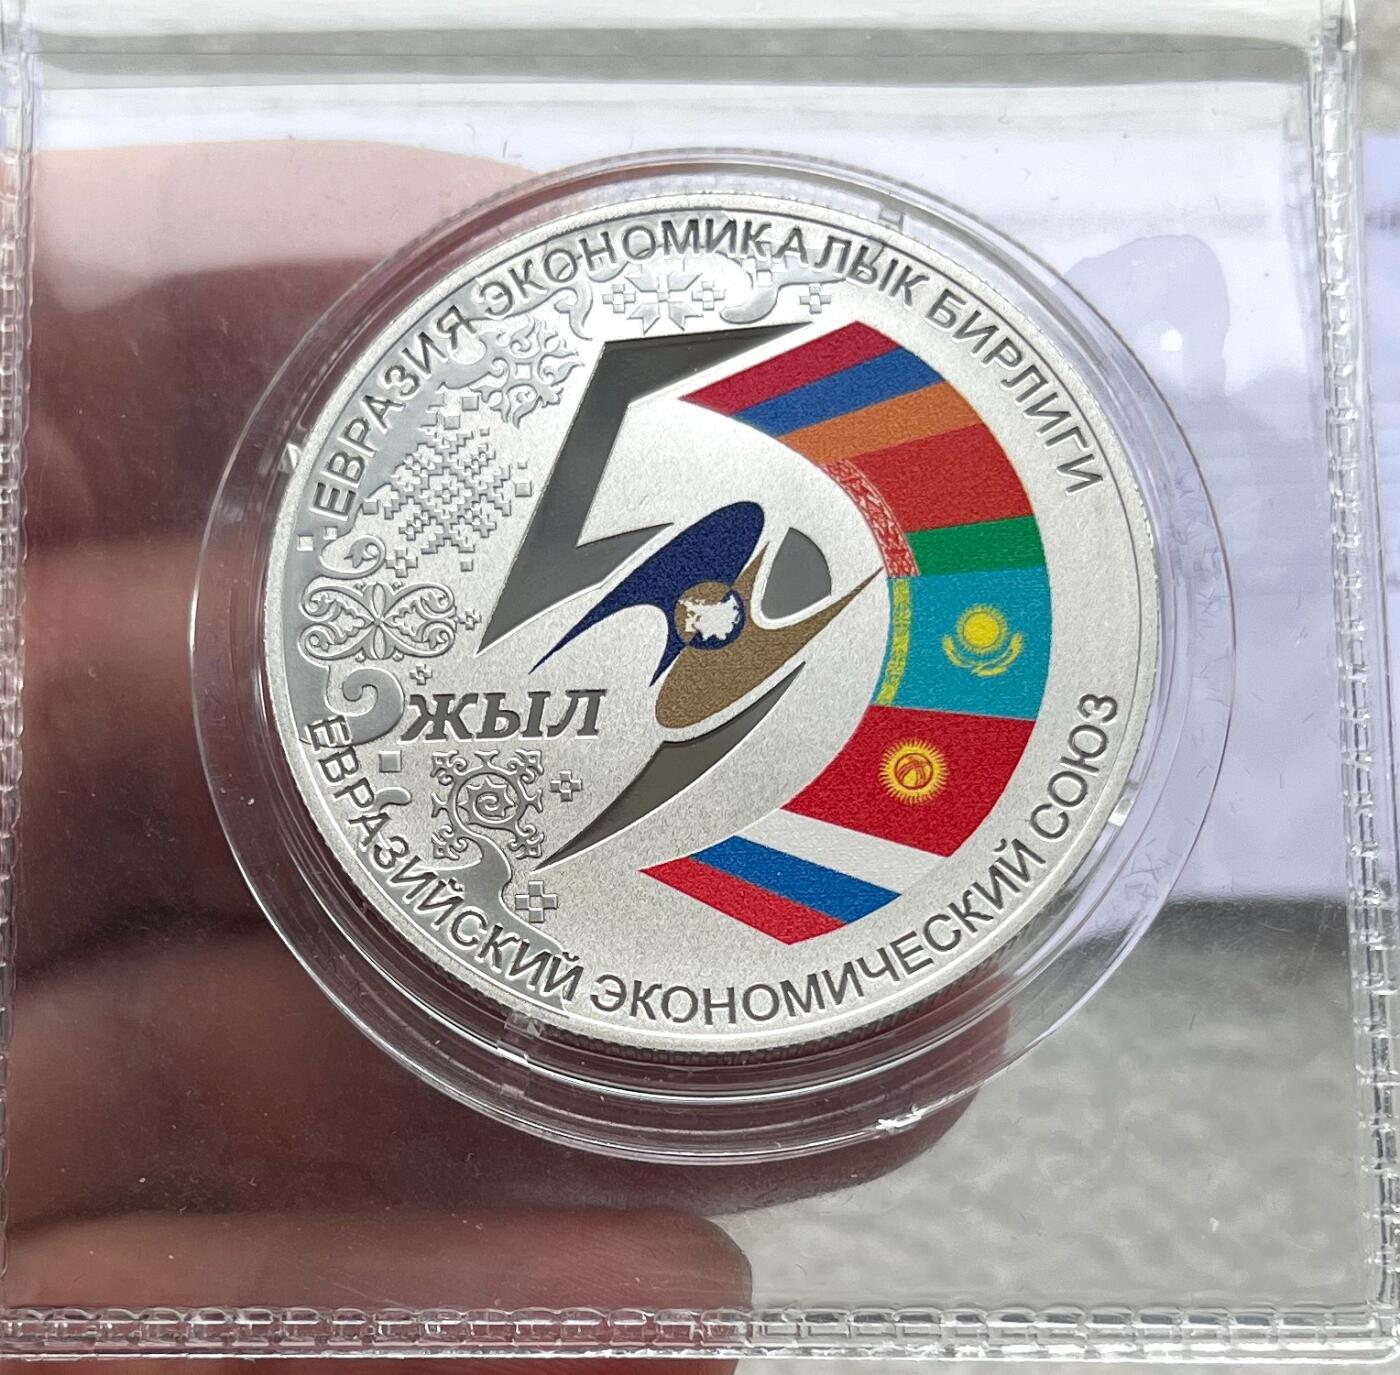 ЕВРАЗИЯ ЭКОНОМИКАЛЫК БИРЛИГИ
5
ЖЫЛ
ЕВРАЗИЙСКИЙ ЭКОНОМИЧЕСКИЙ СОЮЗ